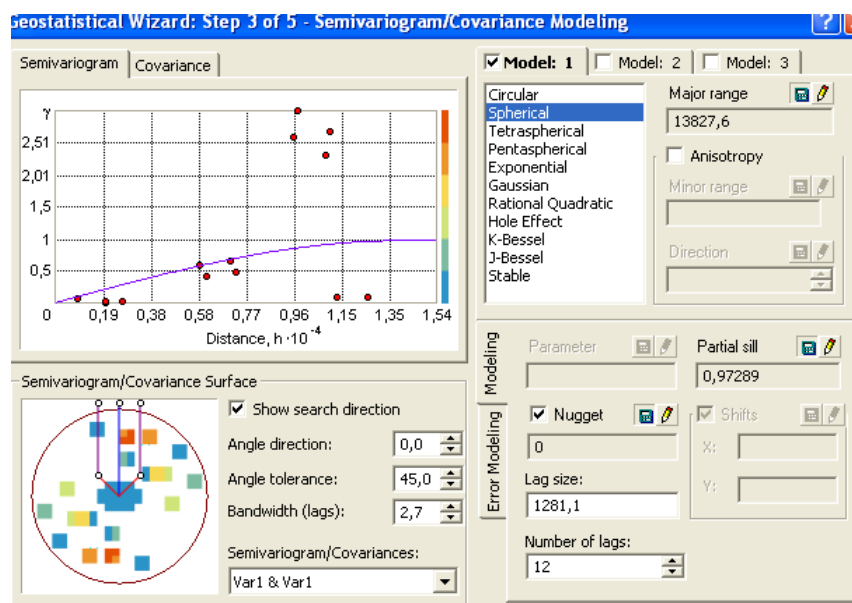 Geostatistical Wizard: Step 3 of 5 - Semivariogram/Covariance Modeling
Semivariogram
Covariance
γ
2,51
2,01
1,5
1
0,5
0 0,19 0,38 0,58 0,77 0,96 1,15 1,35 1,54
Distance, h·10⁻⁴
Semivariogram/Covariance Surface
Show search direction
Angle direction: 0,0
Angle tolerance: 45,0
Bandwidth (lags): 2,7
Semivariogram/Covariances:
Var1 & Var1
Model: 1
Model: 2
Model: 3
Circular
Spherical
Tetraspherical
Pentaspherical
Exponential
Gaussian
Rational Quadratic
Hole Effect
K-Bessel
J-Bessel
Stable
Major range
13827,6
Anisotropy
Minor range
Direction
Modeling
Error Modeling
Parameter
Partial sill
0,97289
Nugget
0
Shifts
X:
Y:
Lag size:
1281,1
Number of lags:
12